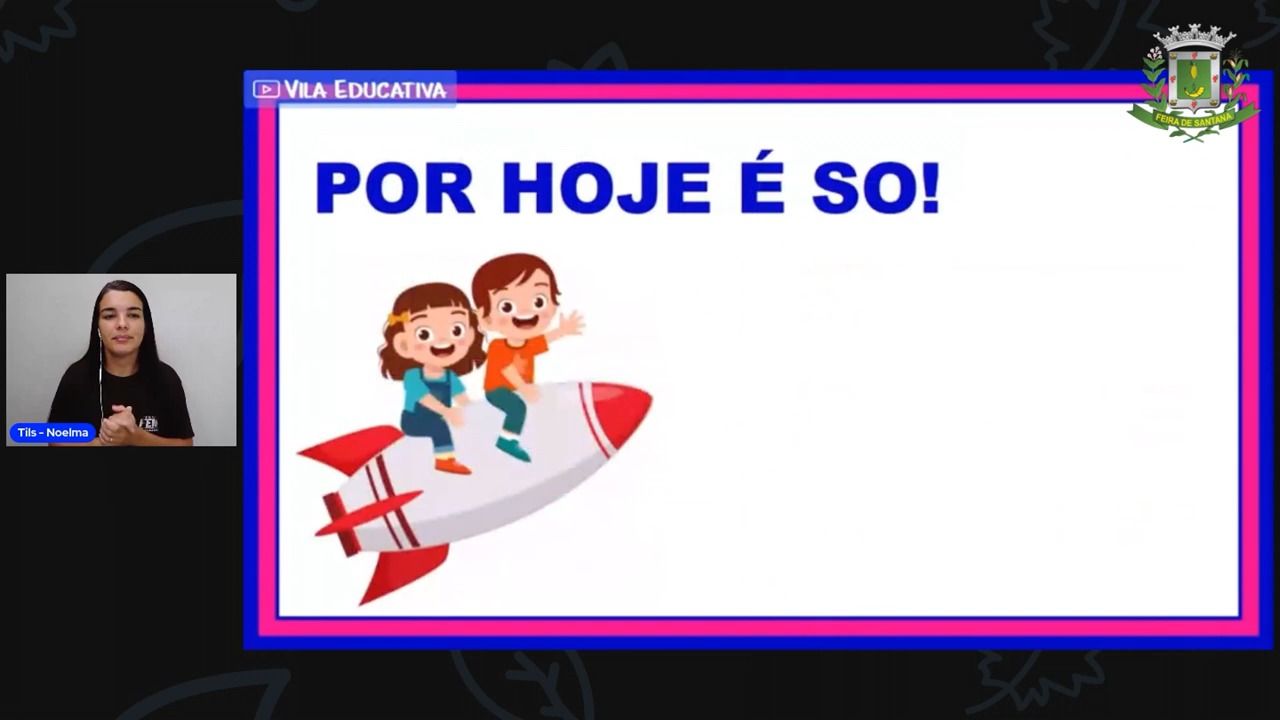 VILA EDUCATIVA
FEIRA DE SANTANA
POR HOJE É SO!
Tils - Noelma